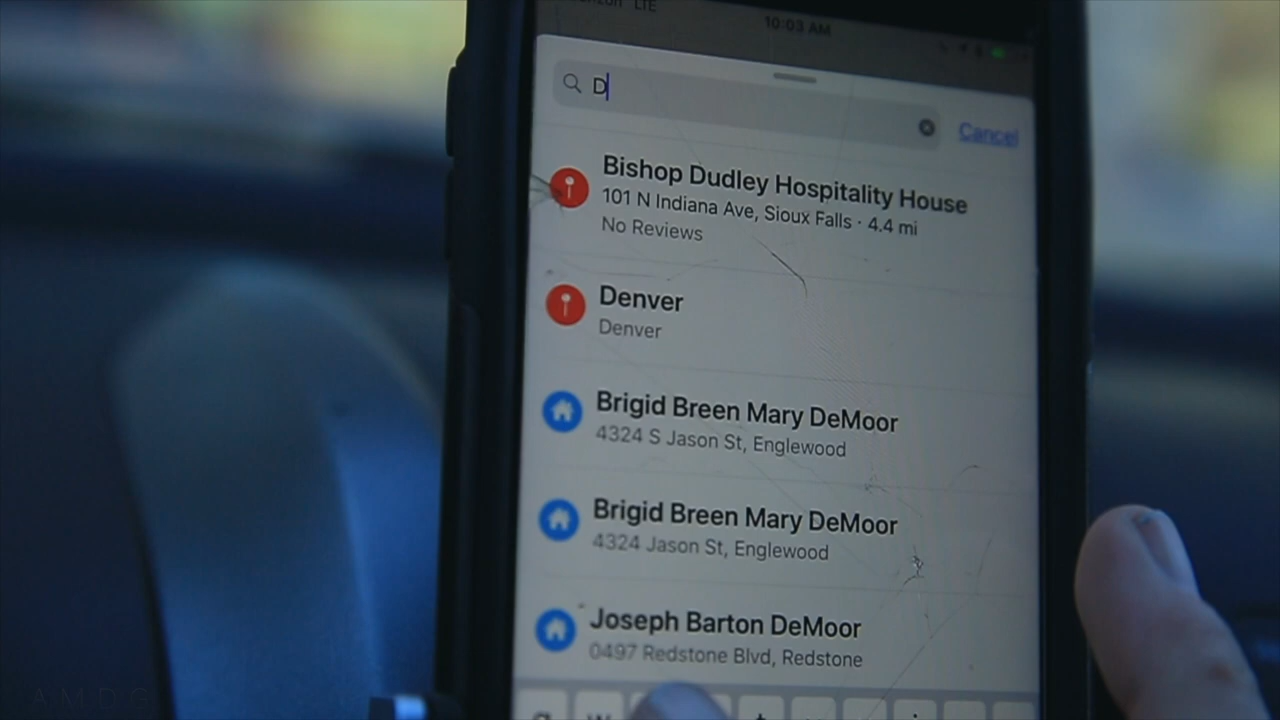 LTE
10:03 AM
D
Cancel
Bishop Dudley Hospitality House
101 N Indiana Ave, Sioux Falls · 4.4 mi
No Reviews
Denver
Denver
Brigid Breen Mary DeMoor
4324 S Jason St, Englewood
Brigid Breen Mary DeMoor
4324 Jason St, Englewood
Joseph Barton DeMoor
0497 Redstone Blvd, Redstone
AMDG